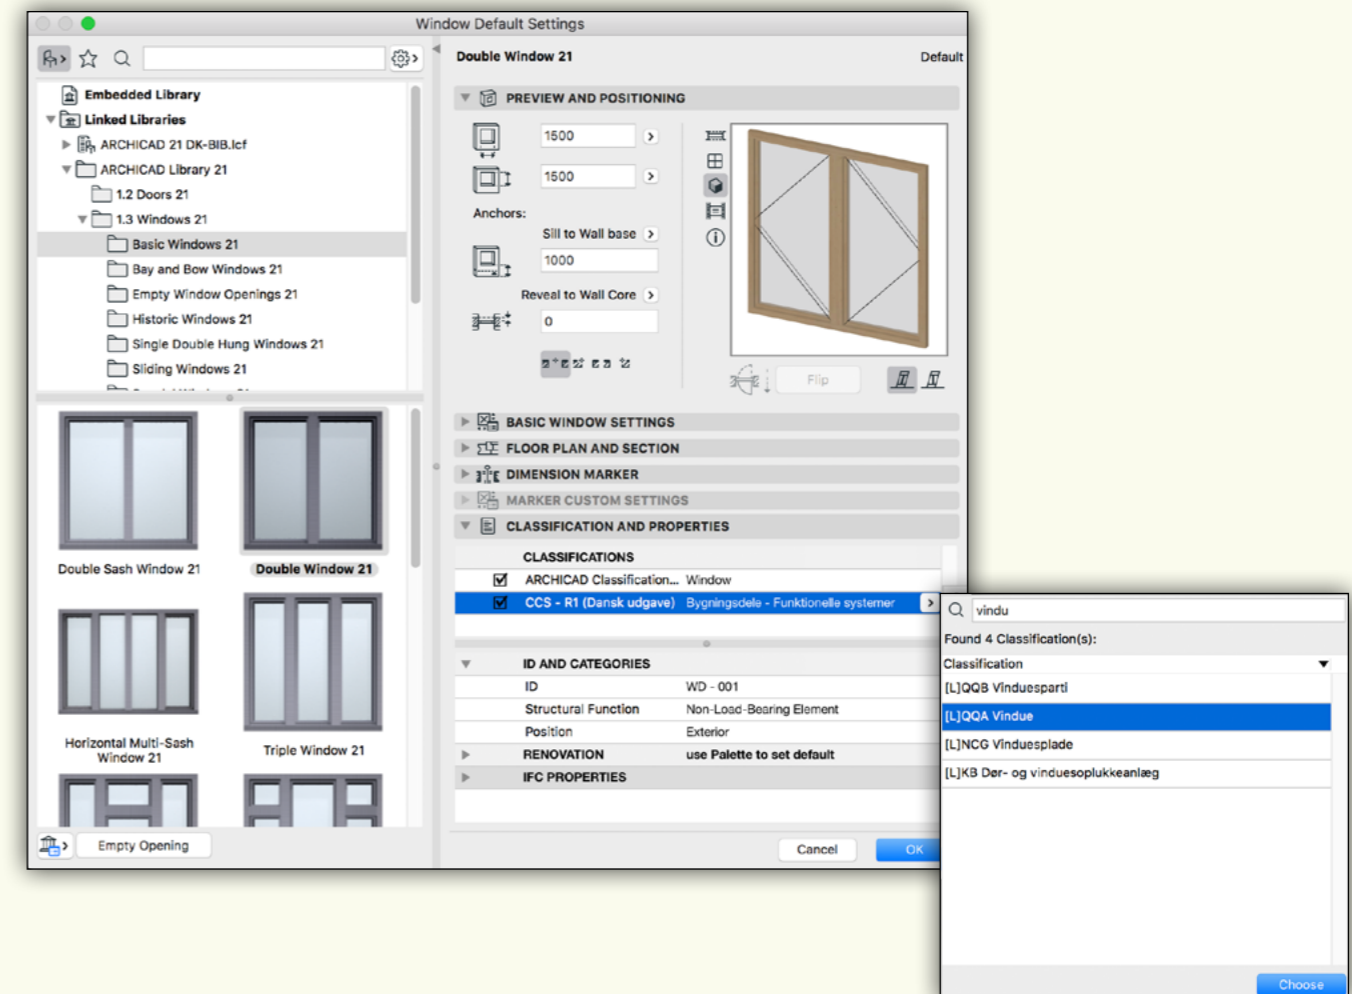 Window Default Settings
Embedded Library
Linked Libraries
ARCHICAD 21 DK-BIB.lcf
ARCHICAD Library 21
1.2 Doors 21
1.3 Windows 21
Basic Windows 21
Bay and Bow Windows 21
Empty Window Openings 21
Historic Windows 21
Single Double Hung Windows 21
Sliding Windows 21
Double Sash Window 21
Double Window 21
Horizontal Multi-Sash
Window 21
Triple Window 21
Empty Opening
Double Window 21
Default
PREVIEW AND POSITIONING
1500
1500
Anchors:
Sill to Wall base
1000
Reveal to Wall Core
0
Flip
BASIC WINDOW SETTINGS
FLOOR PLAN AND SECTION
DIMENSION MARKER
MARKER CUSTOM SETTINGS
CLASSIFICATION AND PROPERTIES
CLASSIFICATIONS
ARCHICAD Classification... Window
CCS - R1 (Dansk udgave) Bygningsdele - Funktionelle systemer
ID AND CATEGORIES
ID WD - 001
Structural Function Non-Load-Bearing Element
Position Exterior
RENOVATION use Palette to set default
IFC PROPERTIES
Cancel
OK
vindu
Found 4 Classification(s):
Classification
[L]QQB Vinduesparti
[L]QQA Vindue
[L]NCG Vinduesplade
[L]KB Dør- og vinduesoplukkeanlæg
Choose